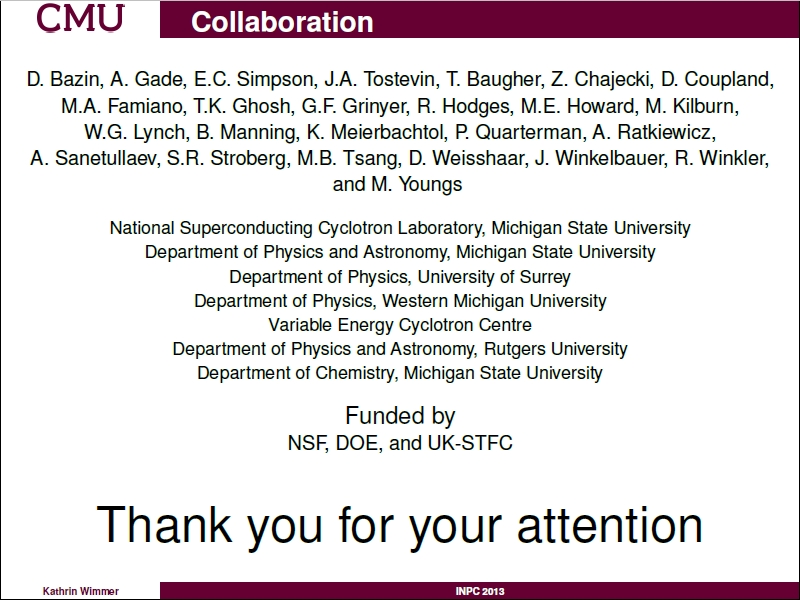 CMU
Collaboration
D. Bazin, A. Gade, E.C. Simpson, J.A. Tostevin, T. Baugher, Z. Chajecki, D. Coupland,
M.A. Famiano, T.K. Ghosh, G.F. Grinyer, R. Hodges, M.E. Howard, M. Kilburn,
W.G. Lynch, B. Manning, K. Meierbachtol, P. Quarterman, A. Ratkiewicz,
A. Sanetullaev, S.R. Stroberg, M.B. Tsang, D. Weisshaar, J. Winkelbauer, R. Winkler,
and M. Youngs
National Superconducting Cyclotron Laboratory, Michigan State University
Department of Physics and Astronomy, Michigan State University
Department of Physics, University of Surrey
Department of Physics, Western Michigan University
Variable Energy Cyclotron Centre
Department of Physics and Astronomy, Rutgers University
Department of Chemistry, Michigan State University
Funded by
NSF, DOE, and UK-STFC
Thank you for your attention
Kathrin Wimmer
INPC 2013